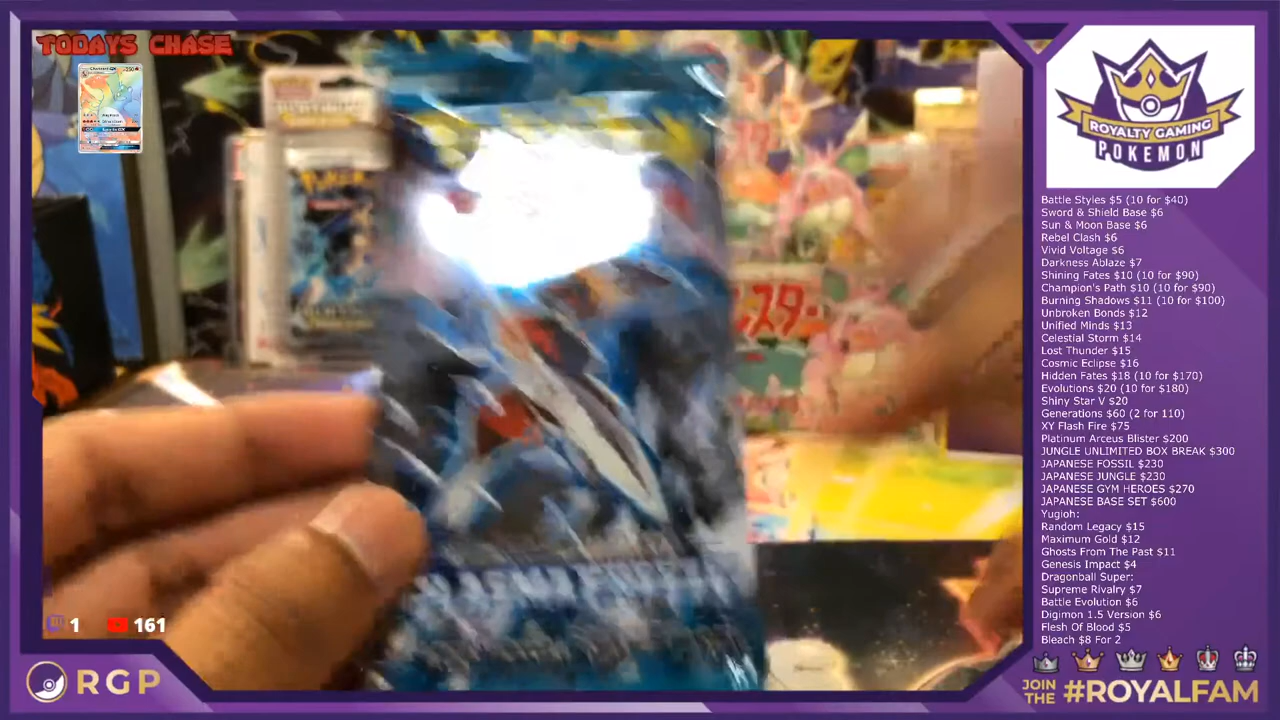 TODAYS CHASE
ROYALTY GAMING
POKEMON
Battle Styles $5 (10 for $40)
Sword & Shield Base $6
Sun & Moon Base $6
Rebel Clash $6
Vivid Voltage $6
Darkness Ablaze $7
Shining Fates $10 (10 for $90)
Champion's Path $10 (10 for $90)
Burning Shadows $11 (10 for $100)
Unbroken Bonds $12
Unified Minds $13
Celestial Storm $14
Lost Thunder $15
Cosmic Eclipse $16
Hidden Fates $18 (10 for $170)
Evolutions $20 (10 for $180)
Shiny Star V $20
Generations $60 (2 for 110)
XY Flash Fire $75
Platinum Arceus Blister $200
JUNGLE UNLIMITED BOX BREAK $300
JAPANESE FOSSIL $230
JAPANESE JUNGLE $230
JAPANESE GYM HEROES $270
JAPANESE BASE SET $600
Yugioh:
Random Legacy $15
Maximum Gold $12
Ghosts From The Past $11
Genesis Impact $4
Dragonball Super:
Supreme Rivalry $7
Battle Evolution $6
Digimon 1.5 Version $6
Flesh Of Blood $5
Bleach $8 For 2
1
161
RGP
JOIN
THE
#ROYALFAM